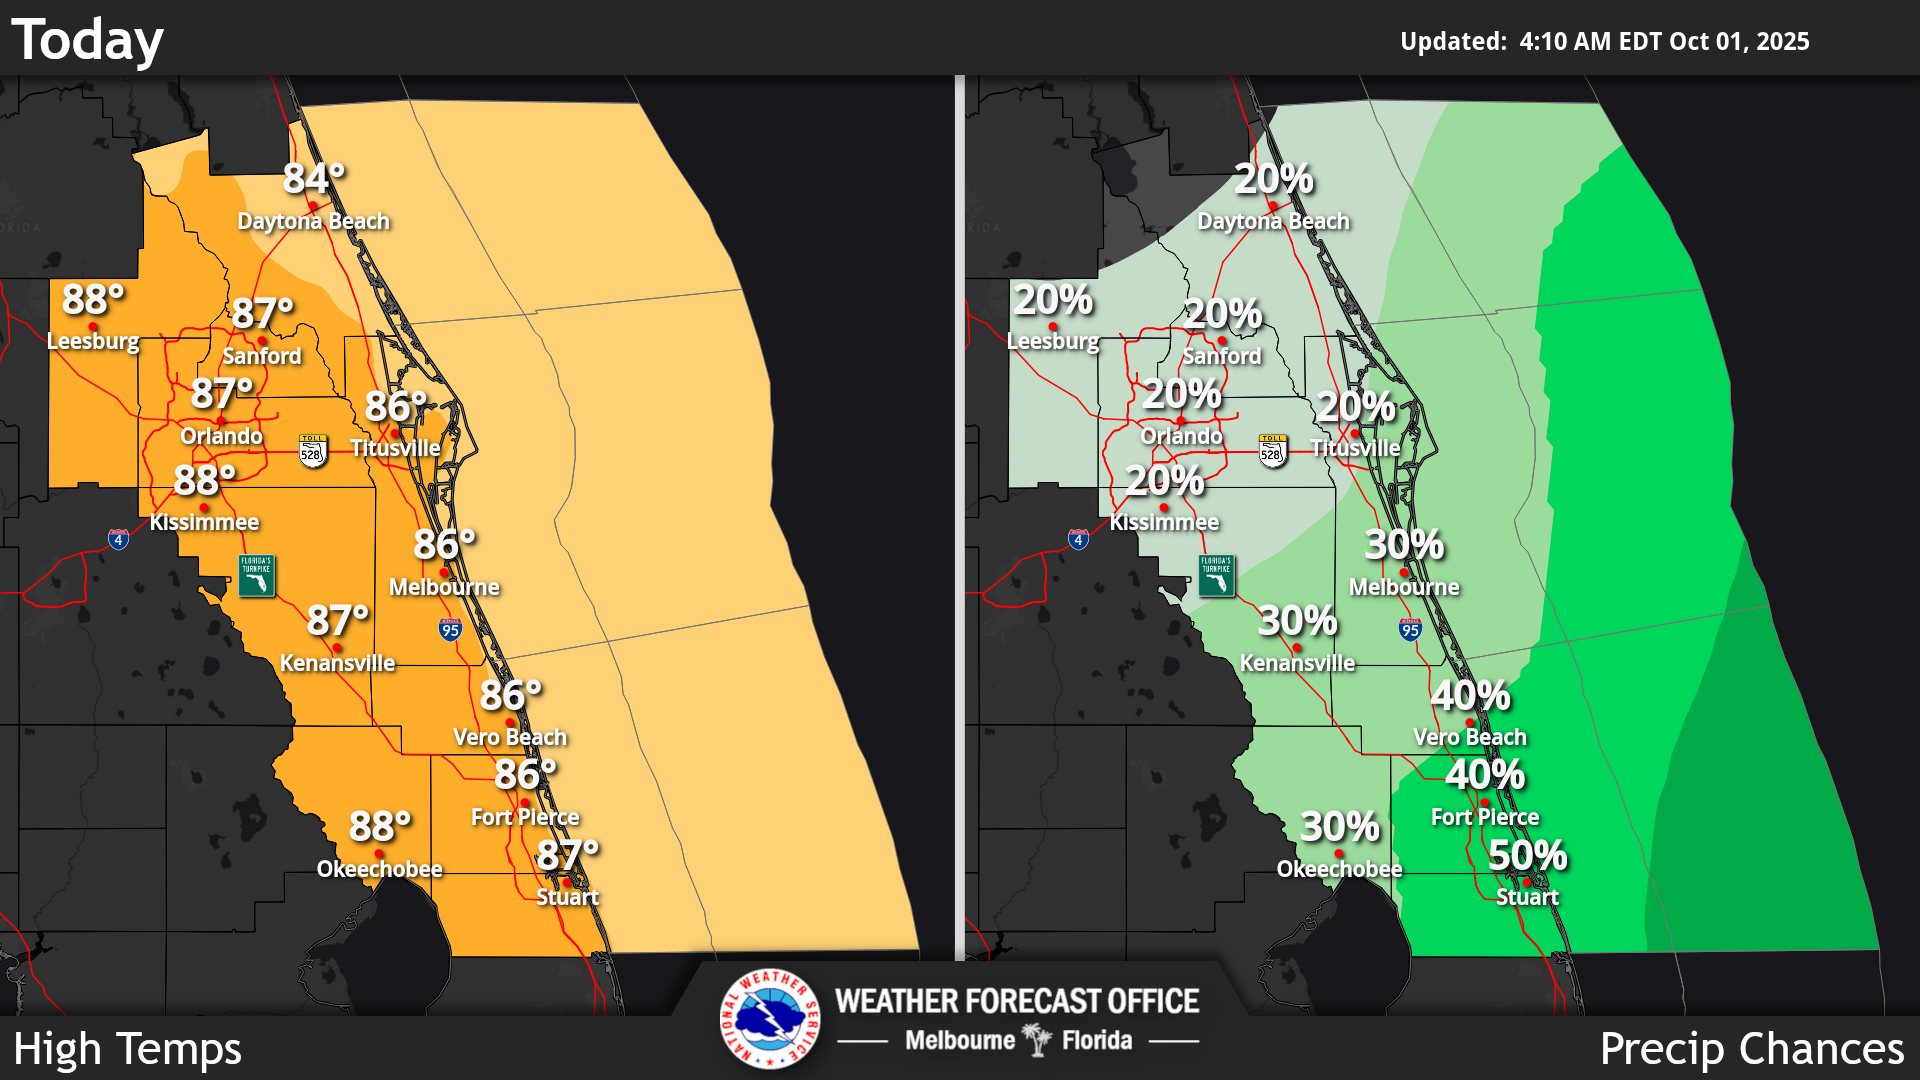 Today
Updated: 4:10 AM EDT Oct 01, 2025
84°
Daytona Beach
88°
Leesburg
87°
Sanford
87°
Orlando
86°
Titusville
TOLL
528
88°
Kissimmee
4
FLORIDA'S
TURNPIKE
86°
Melbourne
95
87°
Kenansville
86°
Vero Beach
86°
Fort Pierce
88°
Okeechobee
87°
Stuart
20%
Daytona Beach
20%
Leesburg
20%
Sanford
20%
Orlando
20%
Titusville
TOLL
528
20%
Kissimmee
4
FLORIDA'S
TURNPIKE
30%
Melbourne
95
30%
Kenansville
40%
Vero Beach
40%
Fort Pierce
30%
Okeechobee
50%
Stuart
NATIONAL WEATHER SERVICE
WEATHER FORECAST OFFICE
Melbourne Florida
High Temps
Precip Chances